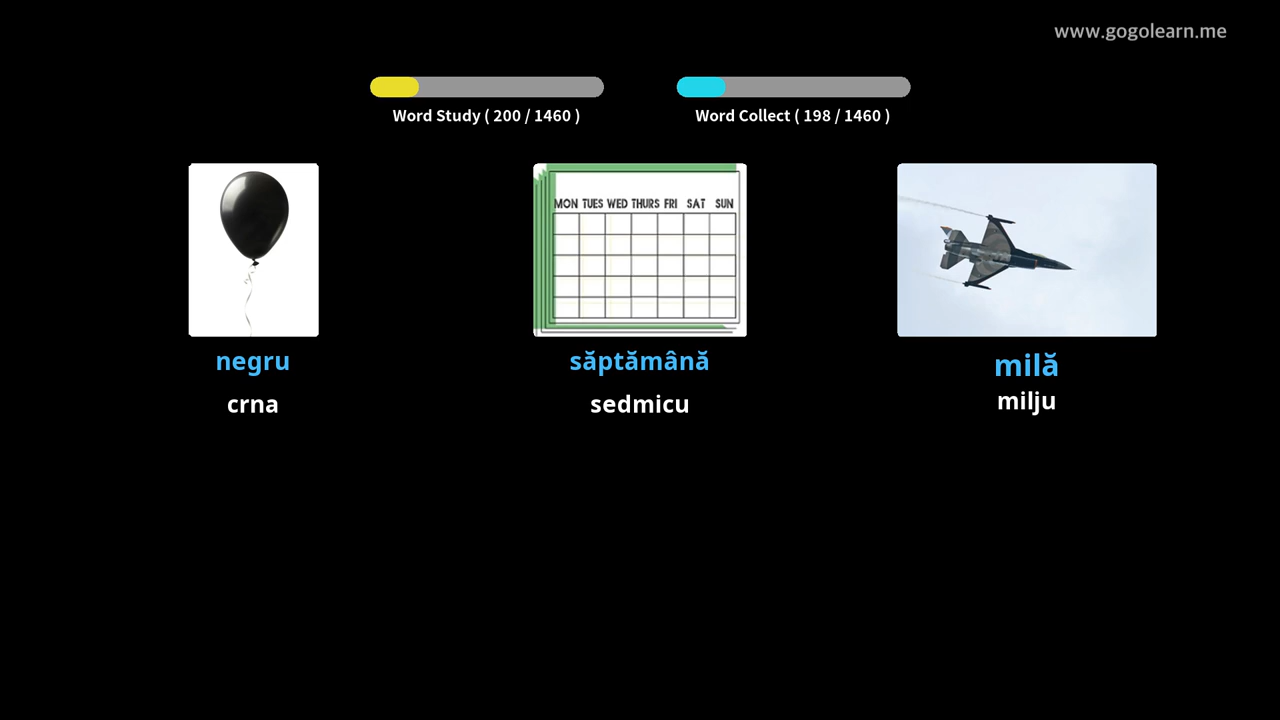 www.gogolearn.me
Word Study ( 200 / 1460 )
Word Collect ( 198 / 1460 )
MON TUES WED THURS FRI SAT SUN
negru
săptămână
milă
crna
sedmicu
milju